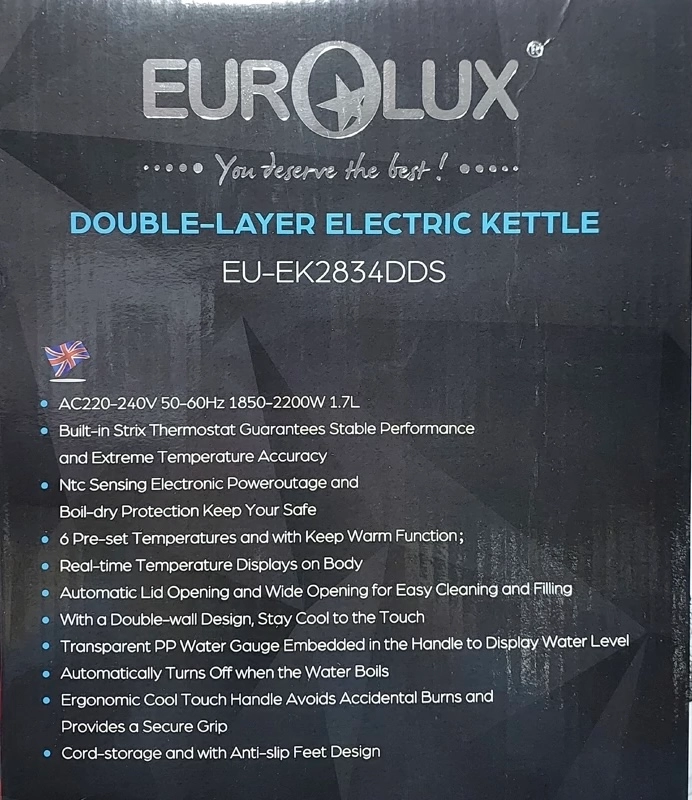 EUROLUX®
····· You deserve the best! ·····
DOUBLE-LAYER ELECTRIC KETTLE
EU-EK2834DDS
• AC220-240V 50-60Hz 1850-2200W 1.7L
• Built-in Strix Thermostat Guarantees Stable Performance
and Extreme Temperature Accuracy
• Ntc Sensing Electronic Poweroutage and
Boil-dry Protection Keep Your Safe
• 6 Pre-set Temperatures and with Keep Warm Function;
• Real-time Temperature Displays on Body
• Automatic Lid Opening and Wide Opening for Easy Cleaning and Filling
• With a Double-wall Design, Stay Cool to the Touch
• Transparent PP Water Gauge Embedded in the Handle to Display Water Level
• Automatically Turns Off when the Water Boils
• Ergonomic Cool Touch Handle Avoids Accidental Burns and
Provides a Secure Grip
• Cord-storage and with Anti-slip Feet Design